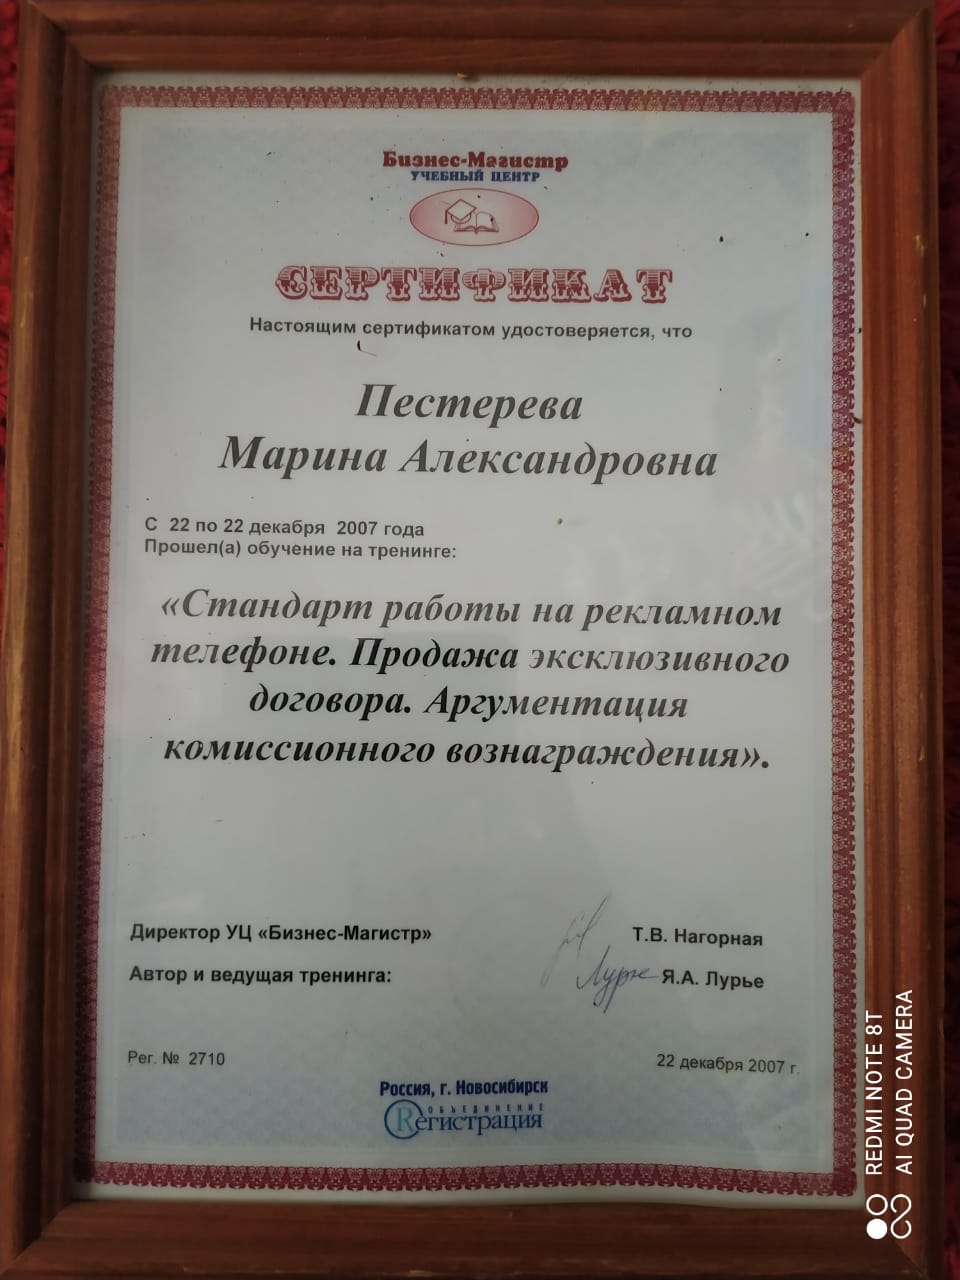 Бизнес-Магистр
УЧЕБНЫЙ ЦЕНТР
СЕРТИФИКАТ
Настоящим сертификатом удостоверяется, что
Пестерева
Марина Александровна
С 22 по 22 декабря 2007 года
Прошел(а) обучение на тренинге:
«Стандарт работы на рекламном
телефоне. Продажа эксклюзивного
договора. Аргументация
комиссионного вознаграждения».
Директор УЦ «Бизнес-Магистр» Т.В. Нагорная
Автор и ведущая тренинга: Лурье Я.А. Лурье
Рег. № 2710 22 декабря 2007 г.
Россия, г. Новосибирск
ОБЪЕДИНЕНИЕ
Rегистрация
REDMI NOTE 8T
AI QUAD CAMERA